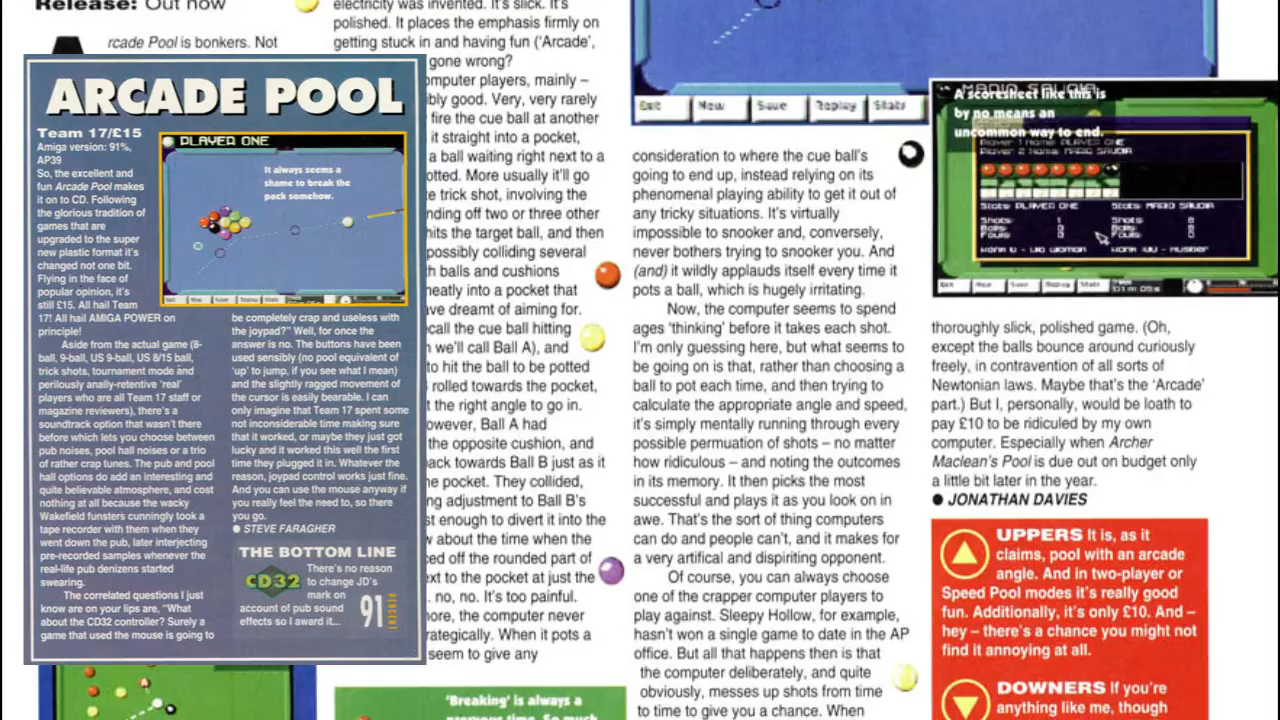 Release: Out now
rcade Pool is bonkers. Not
electricity was invented. It's slick. It's
polished. It places the emphasis firmly on
getting stuck in and having fun ('Arcade',
gone wrong?
omputer players, mainly –
bly good. Very, very rarely
fire the cue ball at another
it straight into a pocket,
a ball waiting right next to a
otted. More usually it'll go
e trick shot, involving the
nding off two or three other
hits the target ball, and then
possibly colliding several
h balls and cushions
neatly into a pocket that
ave dreamt of aiming for.
ecall the cue ball hitting
h we'll call Ball A), and
to hit the ball to be potted
rolled towards the pocket,
t the right angle to go in.
owever, Ball A had
the opposite cushion, and
ack towards Ball B just as it
he pocket. They collided,
ng adjustment to Ball B's
st enough to divert it into the
w about the time when the
ced off the rounded part of
ext to the pocket at just the
. no, no. It's too painful.
ore, the computer never
rategically. When it pots a
seem to give any
ARCADE POOL
Team 17/£15
Amiga version: 91%,
AP39
So, the excellent and
fun Arcade Pool makes
it on to CD. Following
the glorious tradition of
games that are
upgraded to the super
new plastic format it's
changed not one bit.
Flying in the face of
popular opinion, it's
still £15. All hail Team
17! All hail AMIGA POWER on
principle!
Aside from the actual game (8-
ball, 9-ball, US 9-ball, US 8/15 ball,
trick shots, tournament mode and
perilously anally-retentive 'real'
players who are all Team 17 staff or
magazine reviewers), there's a
soundtrack option that wasn't there
before which lets you choose between
pub noises, pool hall noises or a trio
of rather crap tunes. The pub and pool
hall options do add an interesting and
quite believable atmosphere, and cost
nothing at all because the wacky
Wakefield funsters cunningly took a
tape recorder with them when they
went down the pub, later interjecting
pre-recorded samples whenever the
real-life pub denizens started
swearing.
The correlated questions I just
know are on your lips are, "What
about the CD32 controller? Surely a
game that used the mouse is going to
PLAYER ONE
It always seems a
shame to break the
pack somehow.
be completely crap and useless with
the joypad?" Well, for once the
answer is no. The buttons have been
used sensibly (no pool equivalent of
'up' to jump, if you see what I mean)
and the slightly ragged movement of
the cursor is easily bearable. I can
only imagine that Team 17 spent some
not inconsiderable time making sure
that it worked, or maybe they just got
lucky and it worked this well the first
time they plugged it in. Whatever the
reason, joypad control works just fine.
And you can use the mouse anyway if
you really feel the need to, so there
you go.
● STEVE FARAGHER
THE BOTTOM LINE
CD32
There's no reason
to change JD's
mark on
account of pub sound
effects so I award it...
91 PERCENT
'Breaking' is always a
Exit New Save Replay Stats
consideration to where the cue ball's
going to end up, instead relying on its
phenomenal playing ability to get it out of
any tricky situations. It's virtually
impossible to snooker and, conversely,
never bothers trying to snooker you. And
(and) it wildly applauds itself every time it
pots a ball, which is hugely irritating.
Now, the computer seems to spend
ages 'thinking' before it takes each shot.
I'm only guessing here, but what seems to
be going on is that, rather than choosing a
ball to pot each time, and then trying to
calculate the appropriate angle and speed,
it's simply mentally running through every
possible permuation of shots – no matter
how ridiculous – and noting the outcomes
in its memory. It then picks the most
successful and plays it as you look on in
awe. That's the sort of thing computers
can do and people can't, and it makes for
a very artifical and dispiriting opponent.
Of course, you can always choose
one of the crapper computer players to
play against. Sleepy Hollow, for example,
hasn't won a single game to date in the AP
office. But all that happens then is that
the computer deliberately, and quite
obviously, messes up shots from time
to time to give you a chance. When
A scoresheet like this is
by no means an
uncommon way to end.
Player 1 Name: PLAYER ONE
Player 2 Name: MARIO SAVOIA
Stats: PLAYER ONE
Stats: MARIO SAVOIA
Shots: 1
Shots: 8
Balls: 0
Fouls: 0
Exit New Save Replay Stats
thoroughly slick, polished game. (Oh,
except the balls bounce around curiously
freely, in contravention of all sorts of
Newtonian laws. Maybe that's the 'Arcade'
part.) But I, personally, would be loath to
pay £10 to be ridiculed by my own
computer. Especially when Archer
Maclean's Pool is due out on budget only
a little bit later in the year.
● JONATHAN DAVIES
UPPERS It is, as it
claims, pool with an arcade
angle. And in two-player or
Speed Pool modes it's really good
fun. Additionally, it's only £10. And –
hey – there's a chance you might not
find it annoying at all.
DOWNERS If you're
anything like me, though